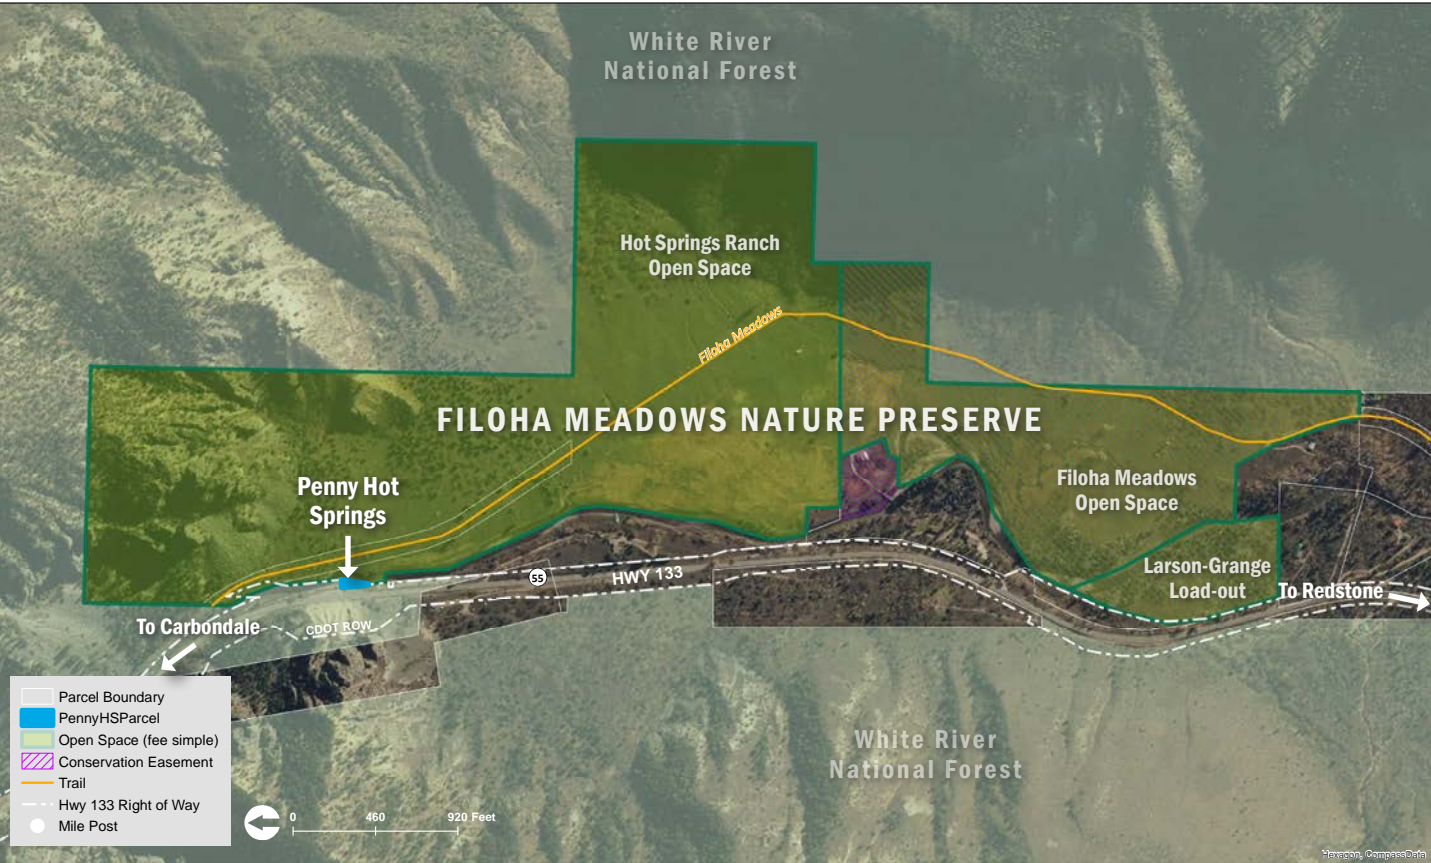 White River
National Forest
Hot Springs Ranch
Open Space
Filoha Meadows
FILOHA MEADOWS NATURE PRESERVE
Penny Hot
Springs
Filoha Meadows
Open Space
Larson-Grange
Load-out
To Redstone
55
HWY 133
CDOT ROW
To Carbondale
White River
National Forest
Parcel Boundary
PennyHSParcel
Open Space (fee simple)
Conservation Easement
Trail
Hwy 133 Right of Way
Mile Post
0 460 920 Feet
Hexagon, CompassData